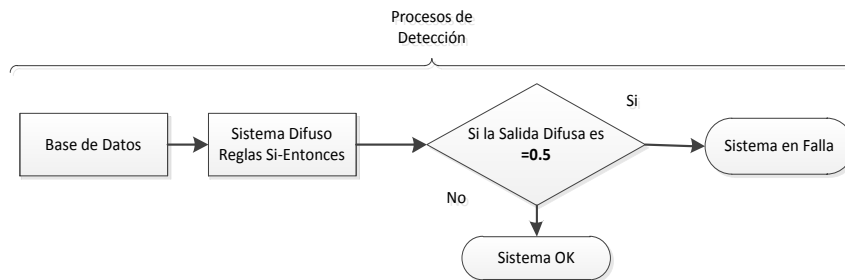 Procesos de
Detección
Base de Datos
Sistema Difuso
Reglas Si-Entonces
Si la Salida Difusa es
=0.5
Si
Sistema en Falla
No
Sistema OK